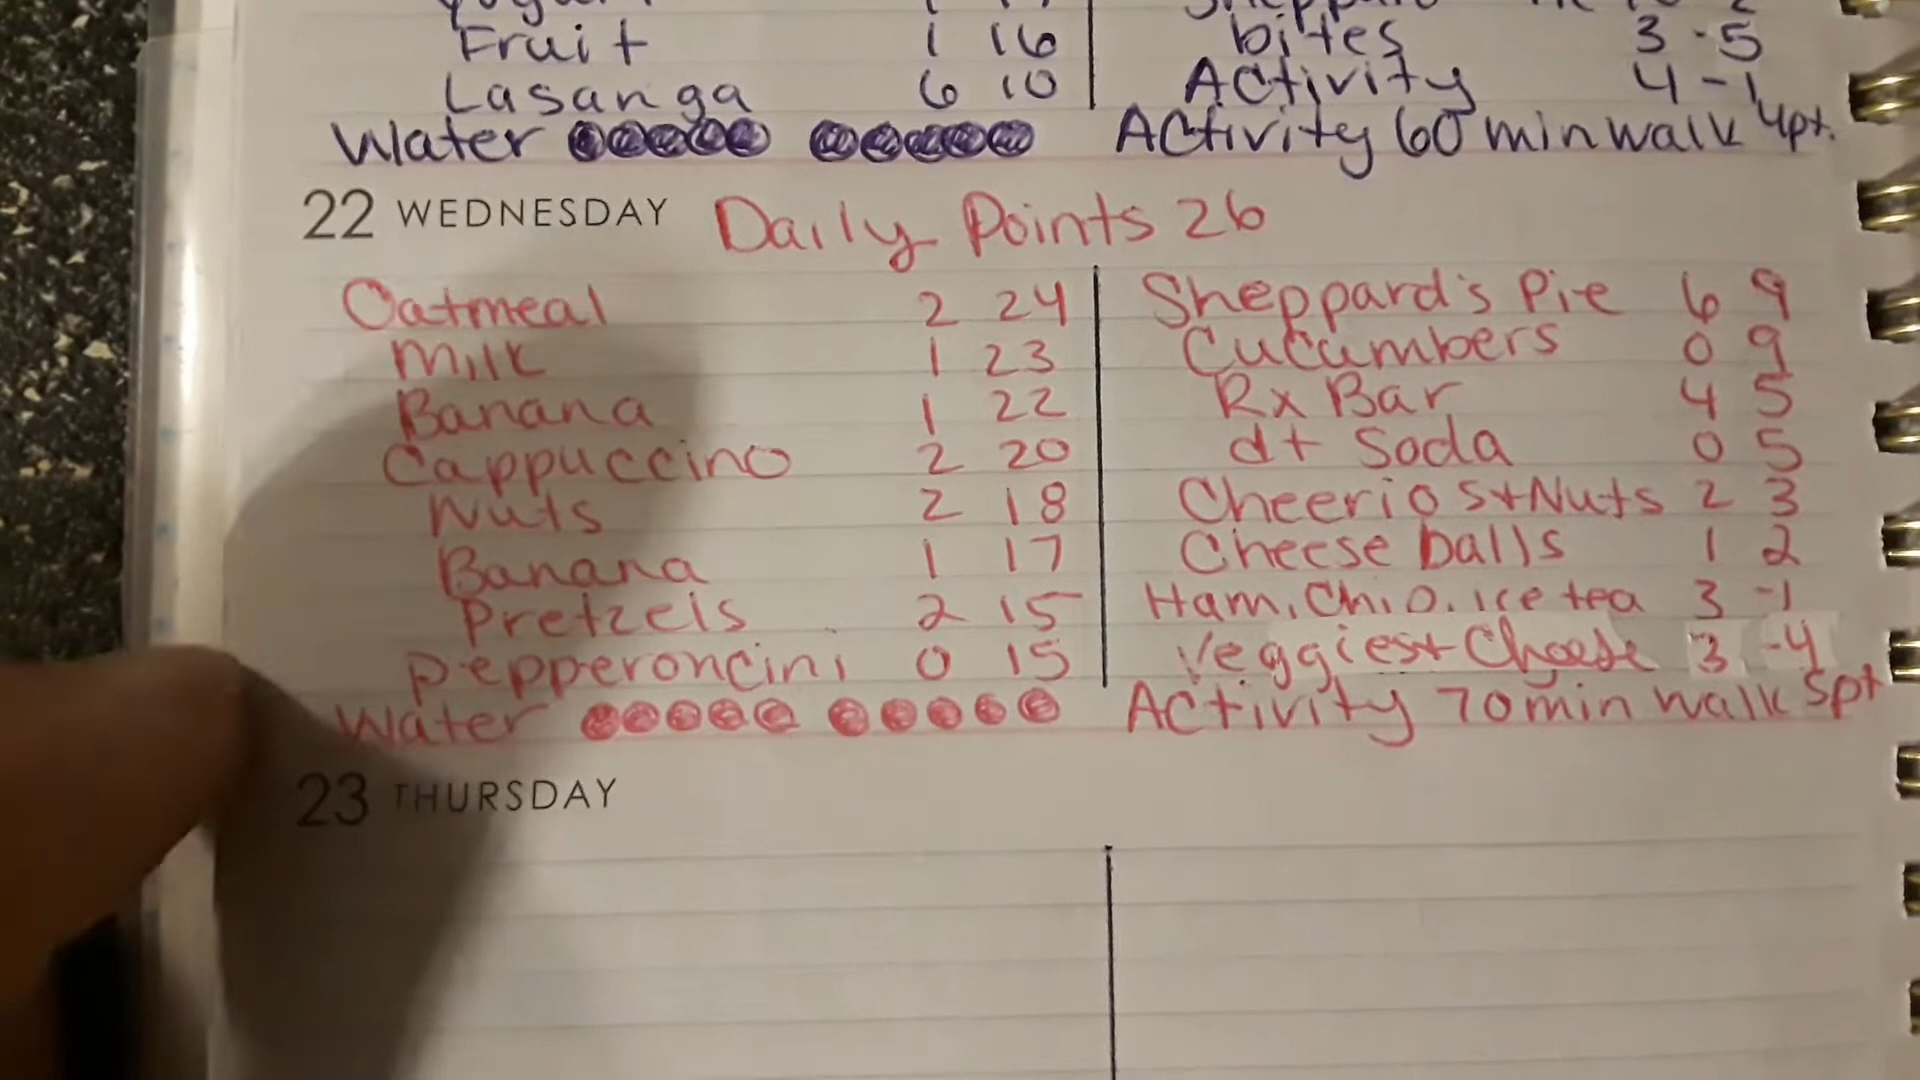 Fruit 1 16
Lasanga 6 10
Water
bites 3 -5
Activity 4 -1
Activity 60 min walk 4pt.
22 WEDNESDAY Daily Points 26
Oatmeal 2 24
Milk 1 23
Banana 1 22
Cappuccino 2 20
Nuts 2 18
Banana 1 17
Pretzels 2 15
Pepperoncini 0 15
Water
Sheppard's Pie 6 9
Cucumbers 0 9
Rx Bar 4 5
dt Soda 0 5
Cheerios + Nuts 2 3
Cheese balls 1 2
Ham, Chi, O. ice tea 3 -1
Veggies + Cheese 3 -4
Activity 70 min walk 5pt
23 THURSDAY